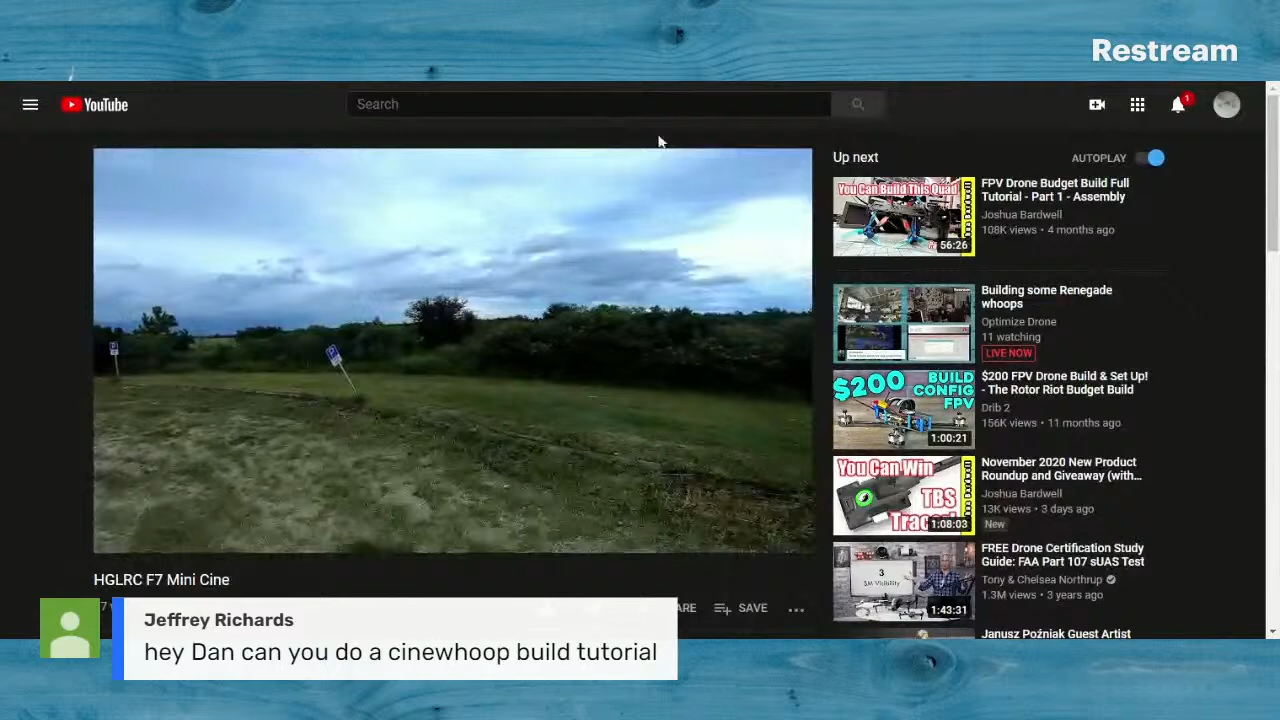 Restream
YouTube
Search
1
Up next
AUTOPLAY
You Can Build This Quad
56:26
FPV Drone Budget Build Full
Tutorial - Part 1 - Assembly
Joshua Bardwell
108K views • 4 months ago
Building some Renegade
whoops
Optimize Drone
11 watching
LIVE NOW
$200
BUILD
CONFIG
FPV
1:00:21
$200 FPV Drone Build & Set Up!
- The Rotor Riot Budget Build
Drib 2
156K views • 11 months ago
You Can Win
TBS
1:08:03
November 2020 New Product
Roundup and Giveaway (with...
Joshua Bardwell
13K views • 3 days ago
New
3
1:43:31
FREE Drone Certification Study
Guide: FAA Part 107 sUAS Test
Tony & Chelsea Northrup
1.3M views • 3 years ago
Janusz Poźniak Guest Artist
P
P
HGLRC F7 Mini Cine
ARE
SAVE
Jeffrey Richards
hey Dan can you do a cinewhoop build tutorial